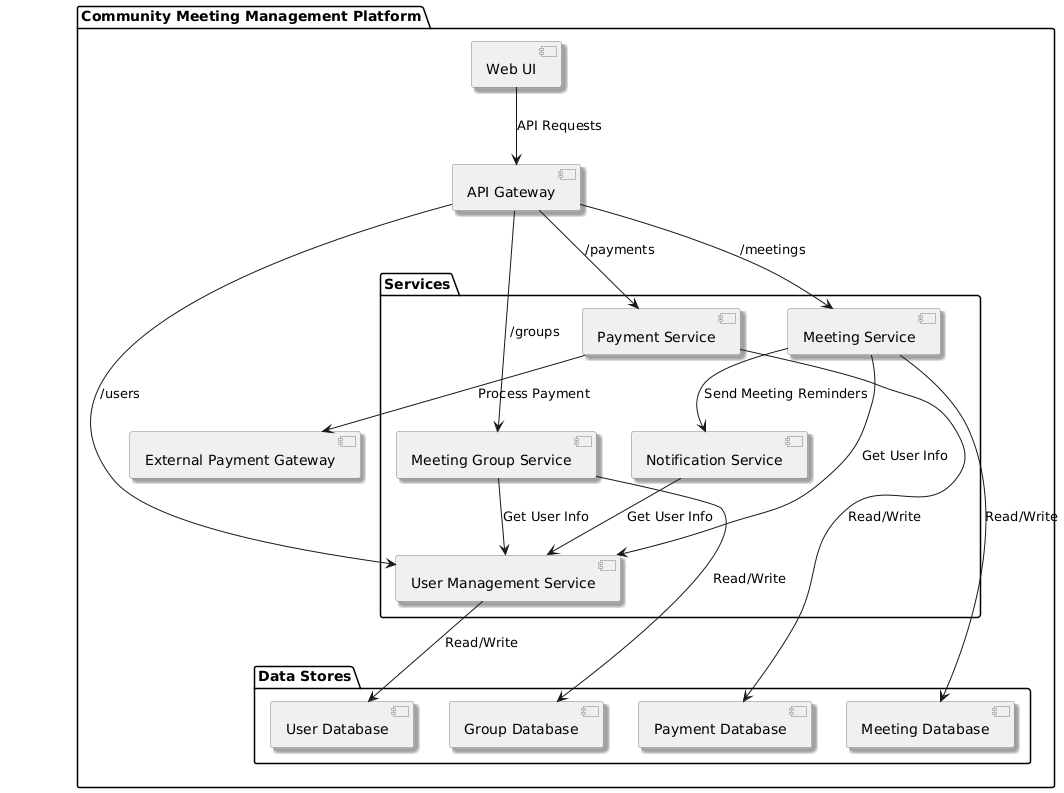 Community Meeting Management Platform
Web UI
API Requests
API Gateway
/payments
/meetings
Services
/groups
Payment Service
Meeting Service
/users
Process Payment
Send Meeting Reminders
External Payment Gateway
Meeting Group Service
Notification Service
Get User Info
Get User Info
Get User Info
Read/Write
Read/Write
User Management Service
Read/Write
Read/Write
Data Stores
User Database
Group Database
Payment Database
Meeting Database